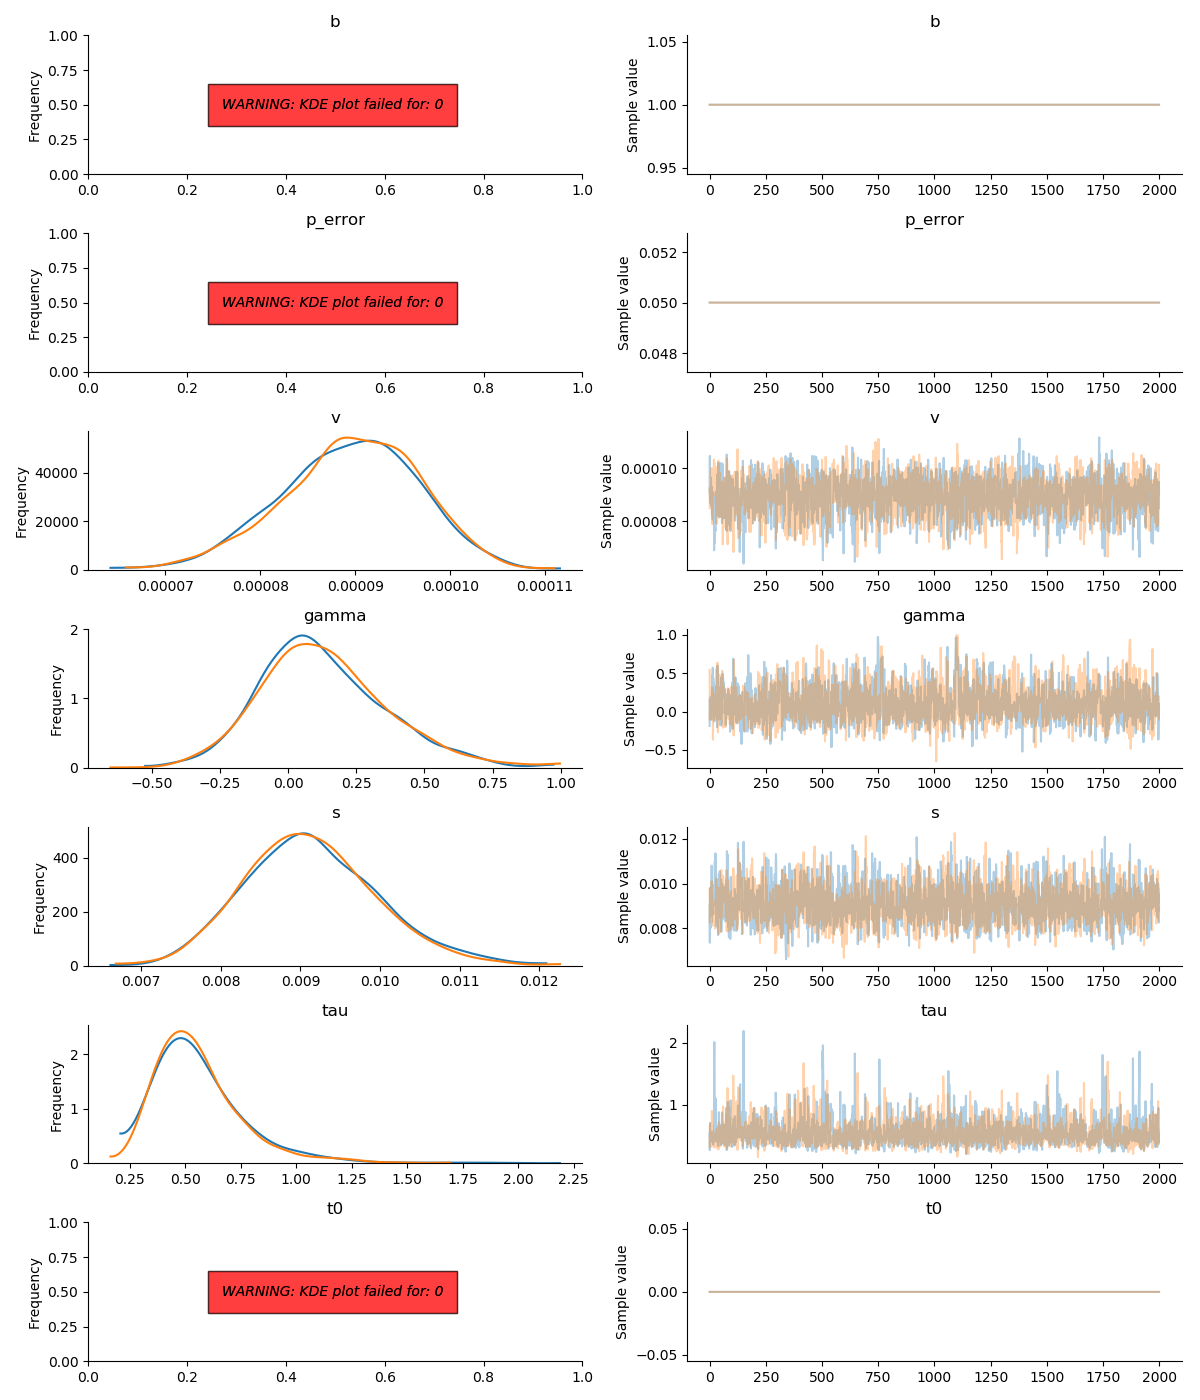 b
1.00
0.75
0.50
0.25
0.00
Frequency
WARNING: KDE plot failed for: 0
0.0 0.2 0.4 0.6 0.8 1.0
b
1.05
1.00
0.95
Sample value
0 250 500 750 1000 1250 1500 1750 2000
p_error
1.00
0.75
0.50
0.25
0.00
Frequency
WARNING: KDE plot failed for: 0
0.0 0.2 0.4 0.6 0.8 1.0
p_error
0.052
0.050
0.048
Sample value
0 250 500 750 1000 1250 1500 1750 2000
v
40000
20000
0
Frequency
0.00007 0.00008 0.00009 0.00010 0.00011
v
0.00010
0.00008
Sample value
0 250 500 750 1000 1250 1500 1750 2000
gamma
2
1
0
Frequency
−0.50 −0.25 0.00 0.25 0.50 0.75 1.00
gamma
1.0
0.5
0.0
−0.5
Sample value
0 250 500 750 1000 1250 1500 1750 2000
s
400
200
0
Frequency
0.007 0.008 0.009 0.010 0.011 0.012
s
0.012
0.010
0.008
Sample value
0 250 500 750 1000 1250 1500 1750 2000
tau
2
1
0
Frequency
0.25 0.50 0.75 1.00 1.25 1.50 1.75 2.00 2.25
tau
2
1
Sample value
0 250 500 750 1000 1250 1500 1750 2000
t0
1.00
0.75
0.50
0.25
0.00
Frequency
WARNING: KDE plot failed for: 0
0.0 0.2 0.4 0.6 0.8 1.0
t0
0.05
0.00
−0.05
Sample value
0 250 500 750 1000 1250 1500 1750 2000